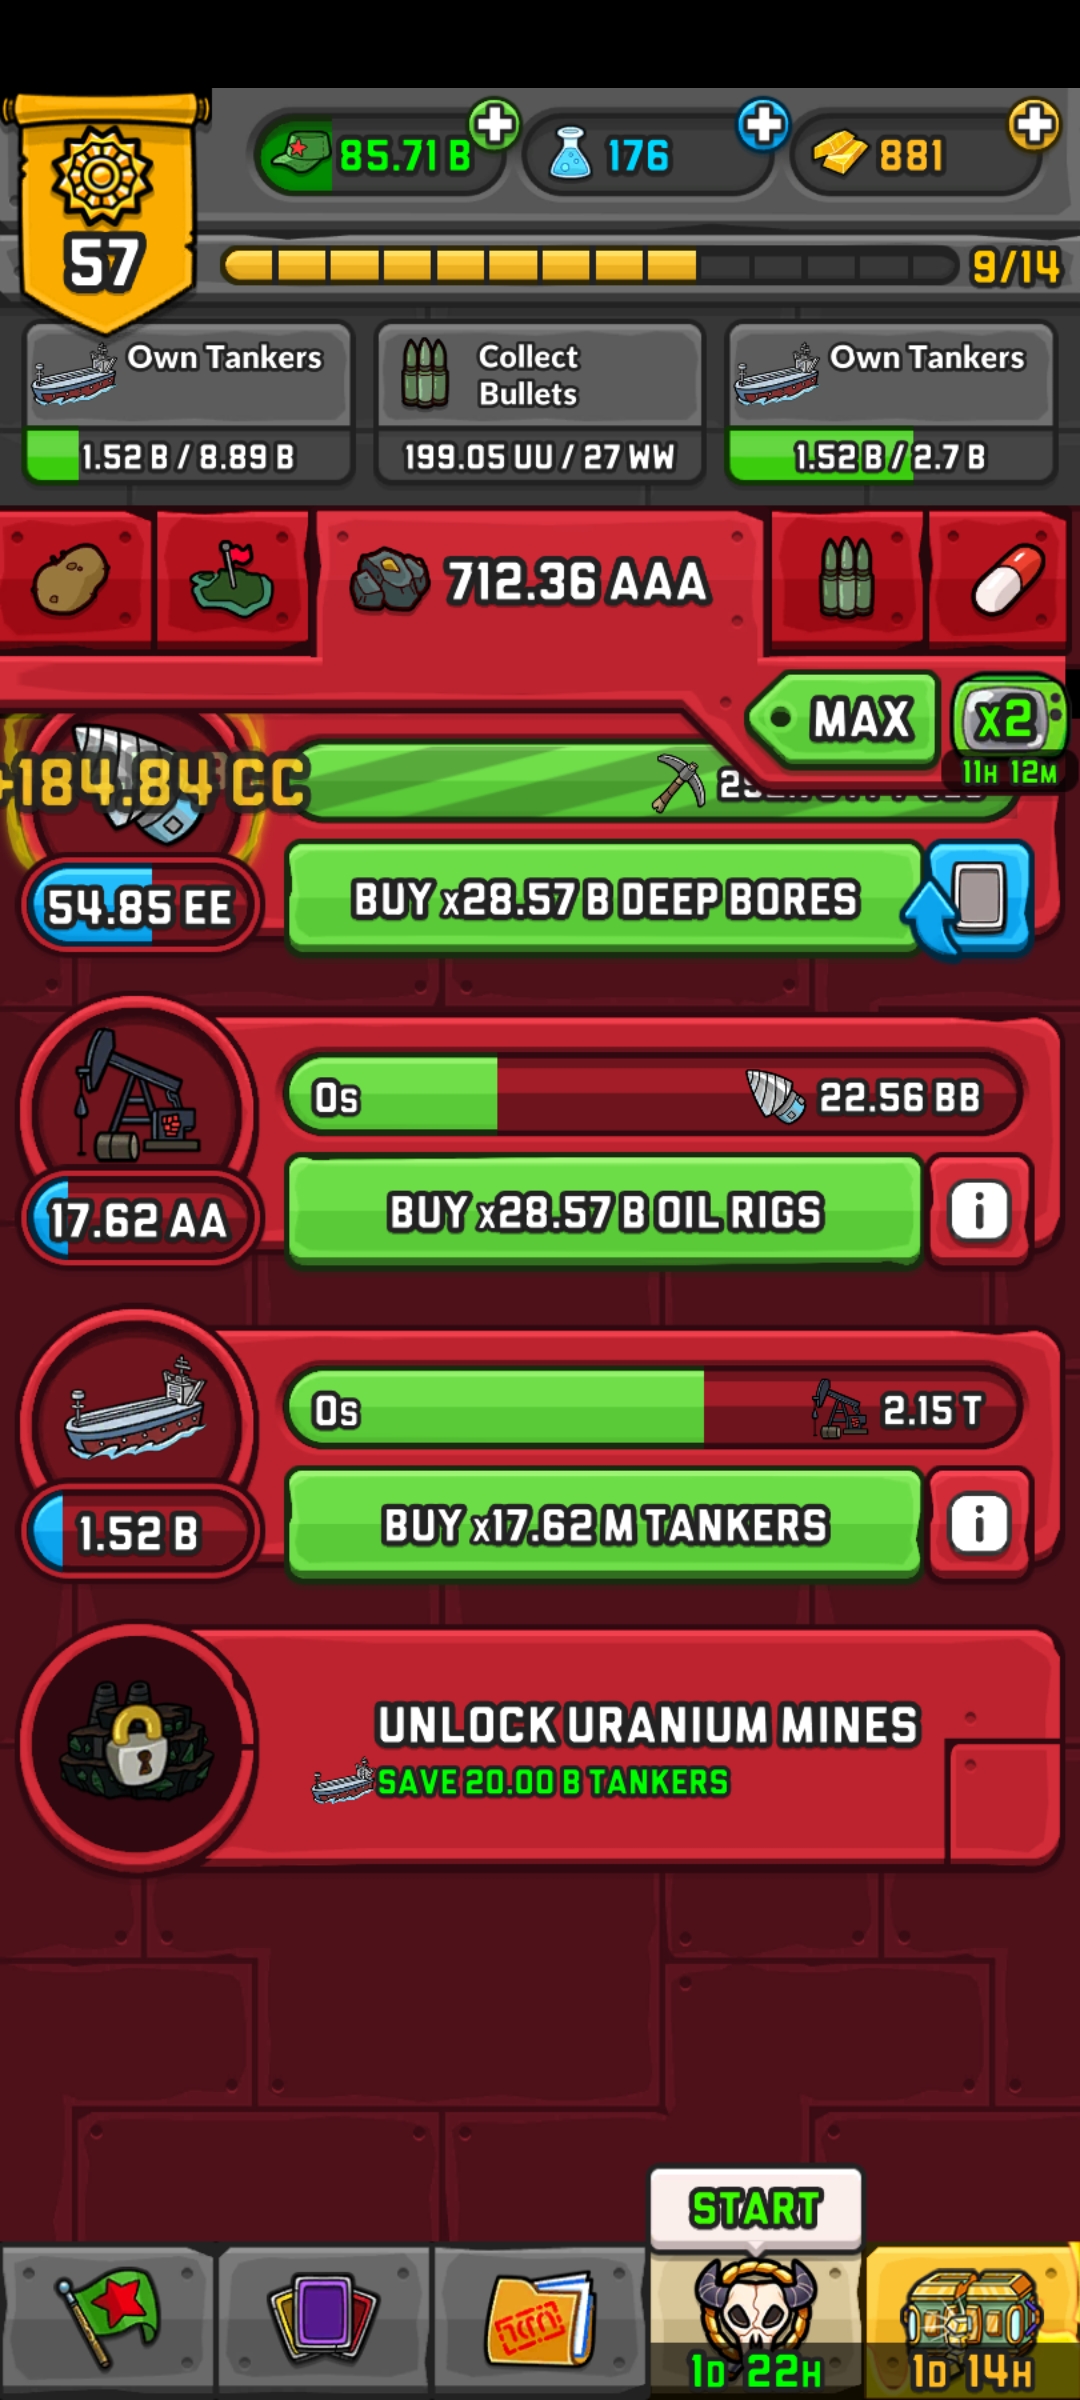 85.71 B
176
881
57
9/14
Own Tankers
1.52 B / 8.89 B
Collect
Bullets
199.05 UU / 27 WW
Own Tankers
1.52 B / 2.7 B
712.36 AAA
MAX
x2
11H 12M
+184.84 CC
54.85 EE
BUY x28.57 B DEEP BORES
0s
22.56 BB
17.62 AA
BUY x28.57 B OIL RIGS
i
0s
2.15 T
1.52 B
BUY x17.62 M TANKERS
i
UNLOCK URANIUM MINES
SAVE 20.00 B TANKERS
START
1D 22H
1D 14H